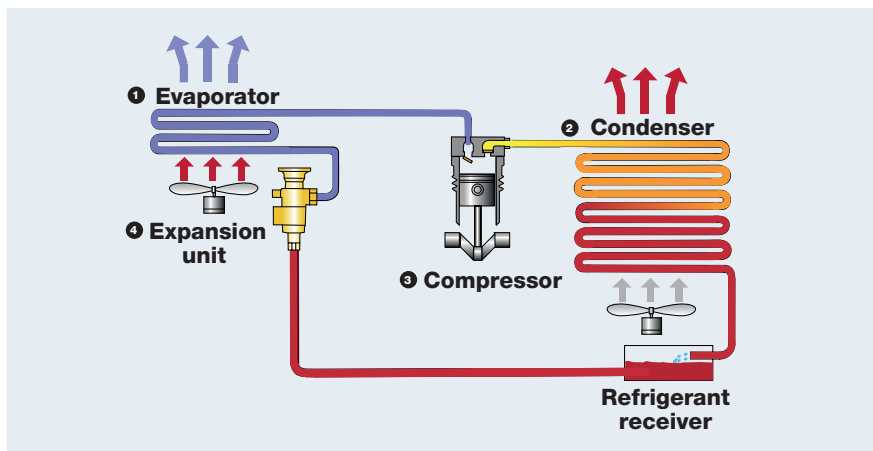 ❶ Evaporator
❷ Condenser
❹ Expansion
unit
❸ Compressor
Refrigerant
receiver